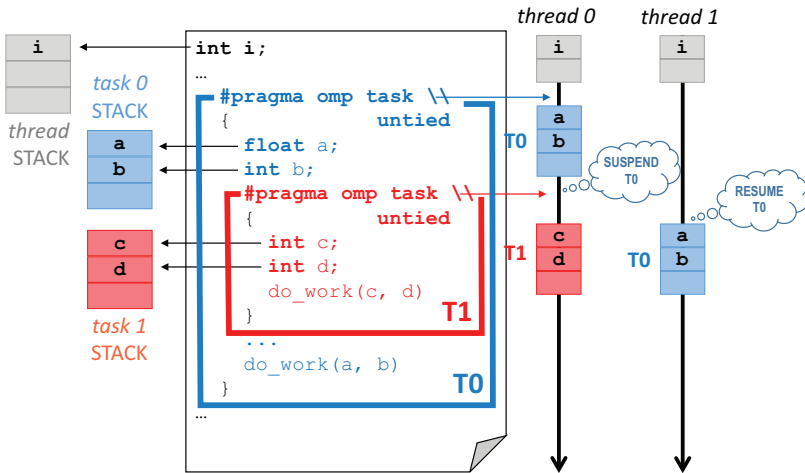 thread 0
thread 1
i
int i;
i
i
…
task 0
STACK
#pragma omp task \\
{ untied
thread
STACK
a
b
float a;
int b;
T0
a
b
SUSPEND
T0
#pragma omp task \\
{ untied
RESUME
T0
c
d
int c;
int d;
do_work(c, d)
}
T1
T1
c
d
T0
a
b
task 1
STACK
...
do_work(a, b)
}
T0
…